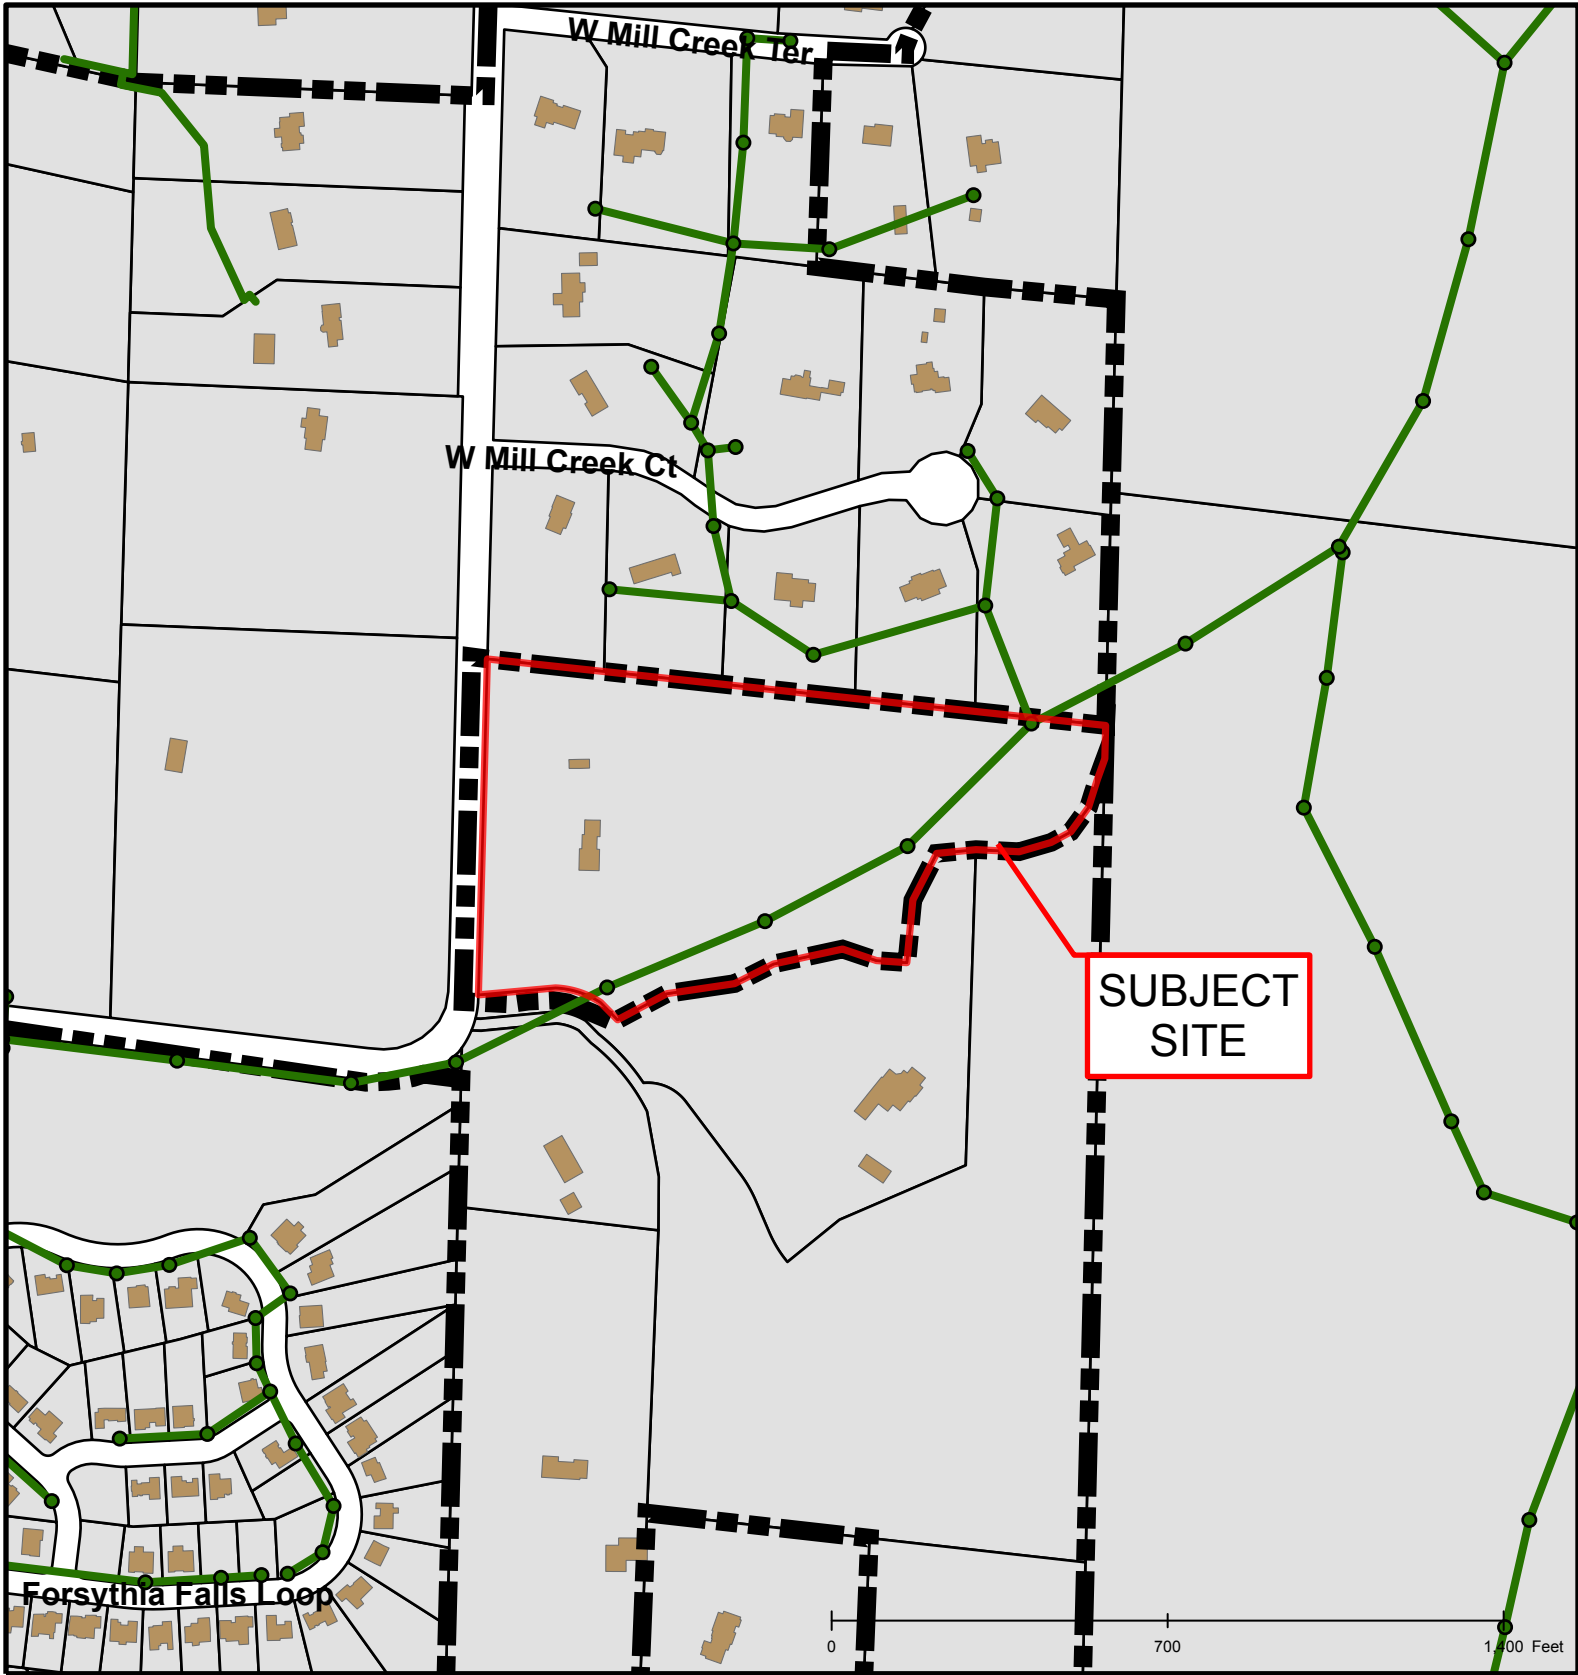 W Mill Creek Ter
W Mill Creek Ct
SUBJECT
SITE
Forsythia Falls Loop
0 700 1,400 Feet